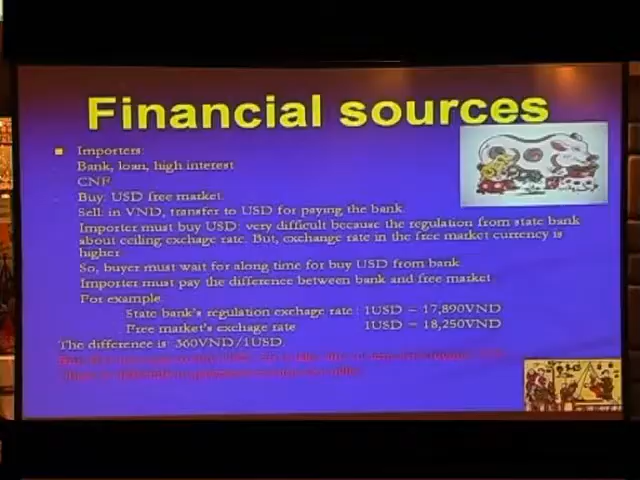 Financial sources
Importers:
Bank, loan, high interest
CNF
Buy: USD free market.
Sell: in VND, transfer to USD for paying the bank.
Importer must buy USD: very difficult because the regulation from state bank
about ceiling exchage rate. But, exchange rate in the free market currency is
higher
So, buyer must wait for along time for buy USD from bank
Importer must pay the difference between bank and free market.
For example
State bank's regulation exchage rate : 1USD = 17,890VND
Free market's exchage rate 1USD = 18,250VND
The difference is: 360VND/1USD.